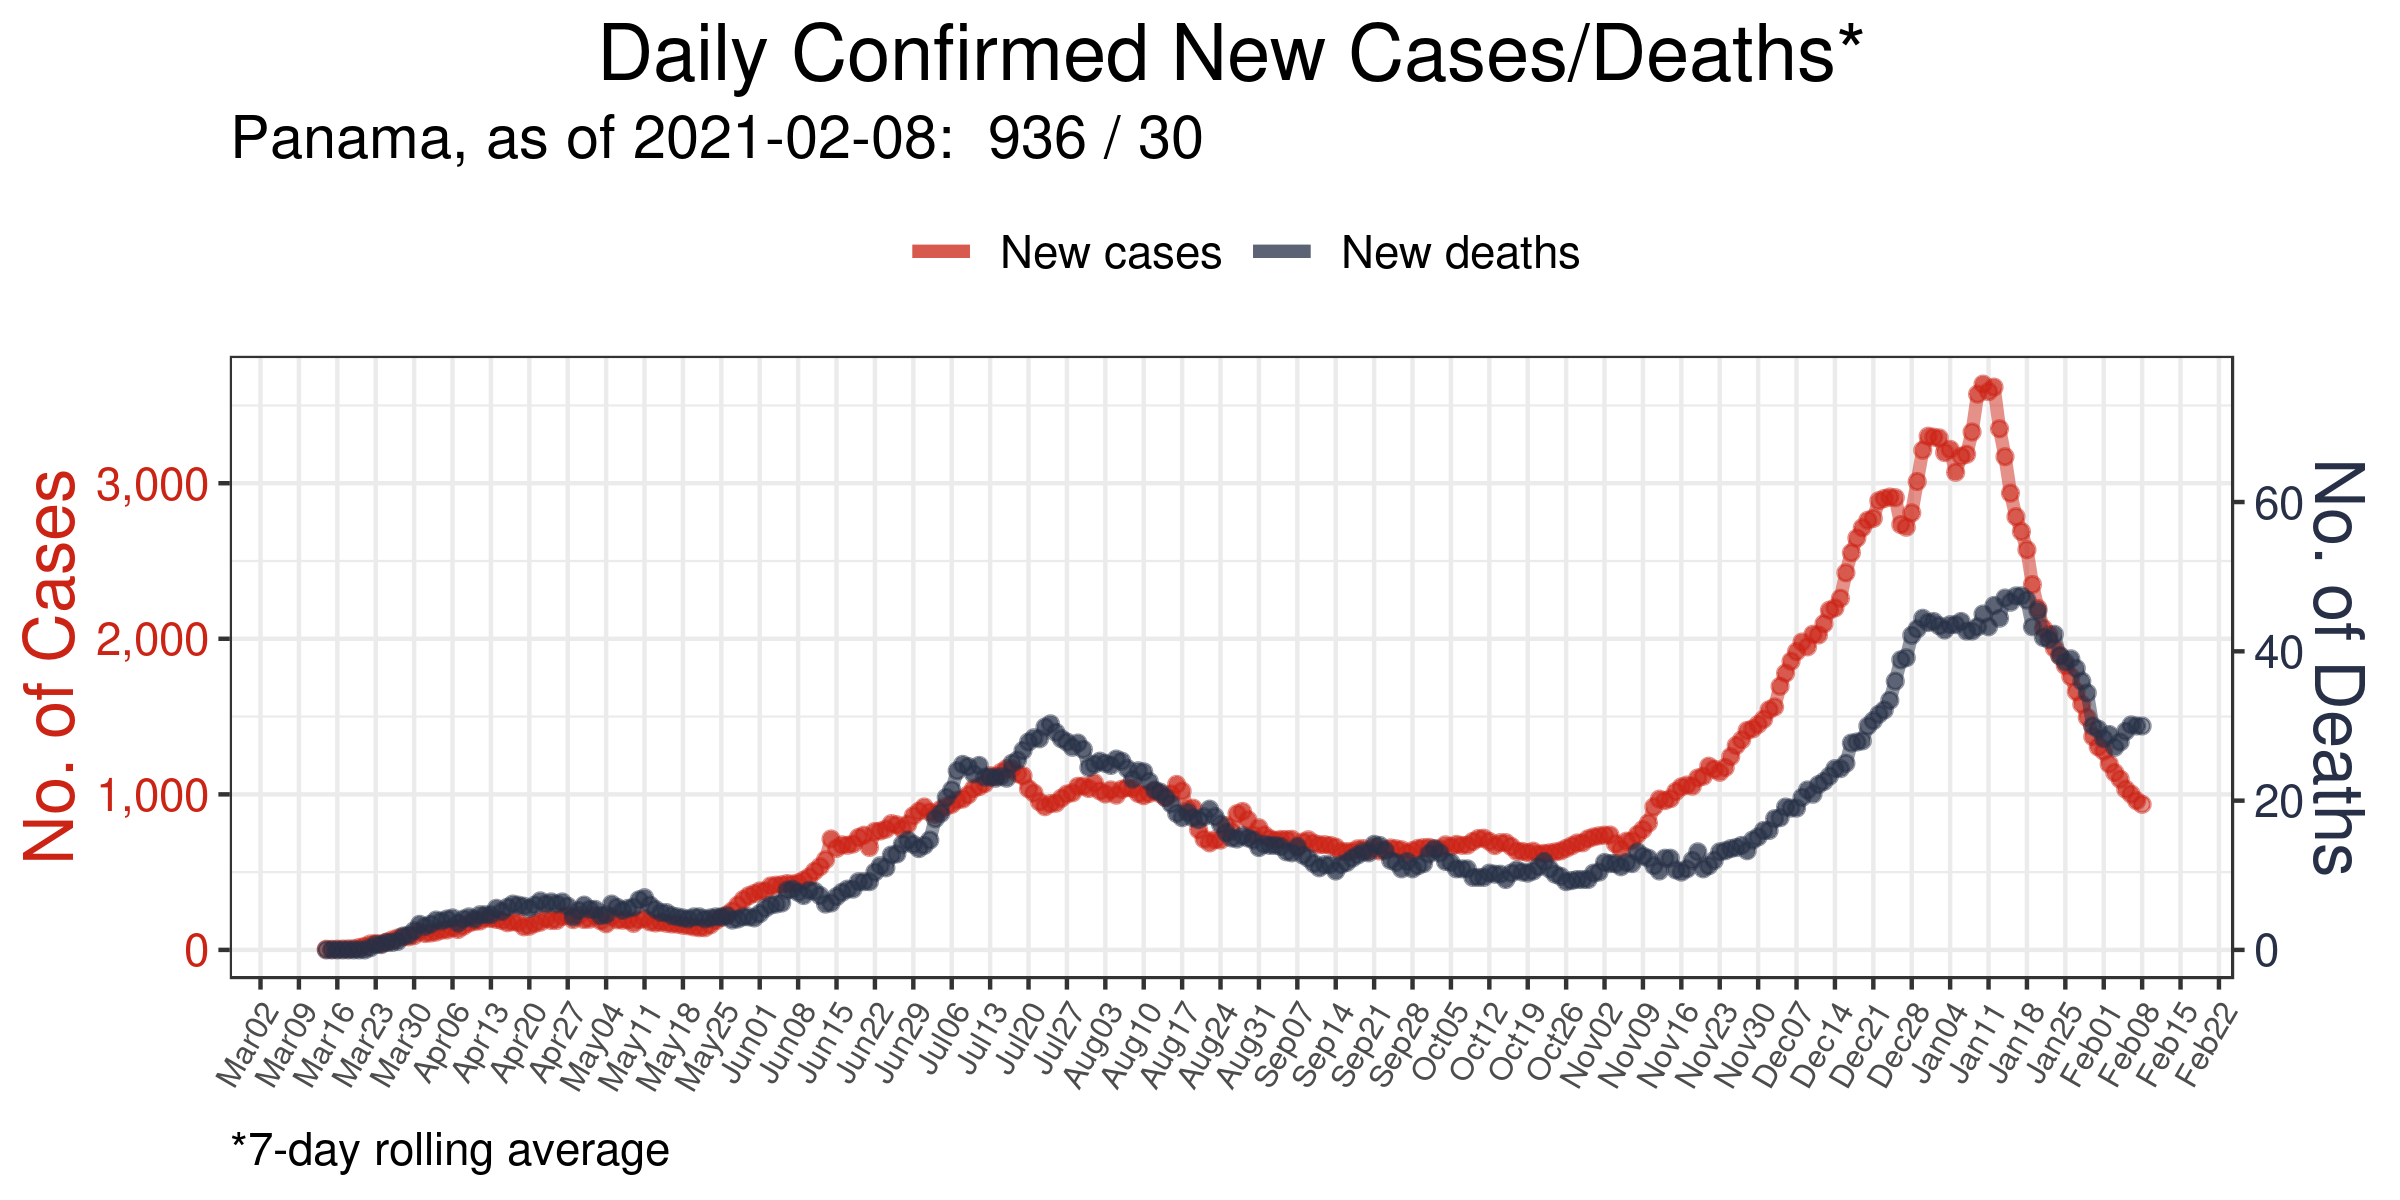 Daily Confirmed New Cases/Deaths*
Panama, as of 2021-02-08:  936 / 30
New cases New deaths
No. of Cases
3,000
2,000
1,000
0
60
40
20
0
No. of Deaths
Mar02 Mar09 Mar16 Mar23 Mar30 Apr06 Apr13 Apr20 Apr27 May04 May11 May18 May25 Jun01 Jun08 Jun15 Jun22 Jun29 Jul06 Jul13 Jul20 Jul27 Aug03 Aug10 Aug17 Aug24 Aug31 Sep07 Sep14 Sep21 Sep28 Oct05 Oct12 Oct19 Oct26 Nov02 Nov09 Nov16 Nov23 Nov30 Dec07 Dec14 Dec21 Dec28 Jan04 Jan11 Jan18 Jan25 Feb01 Feb08 Feb15 Feb22
*7-day rolling average